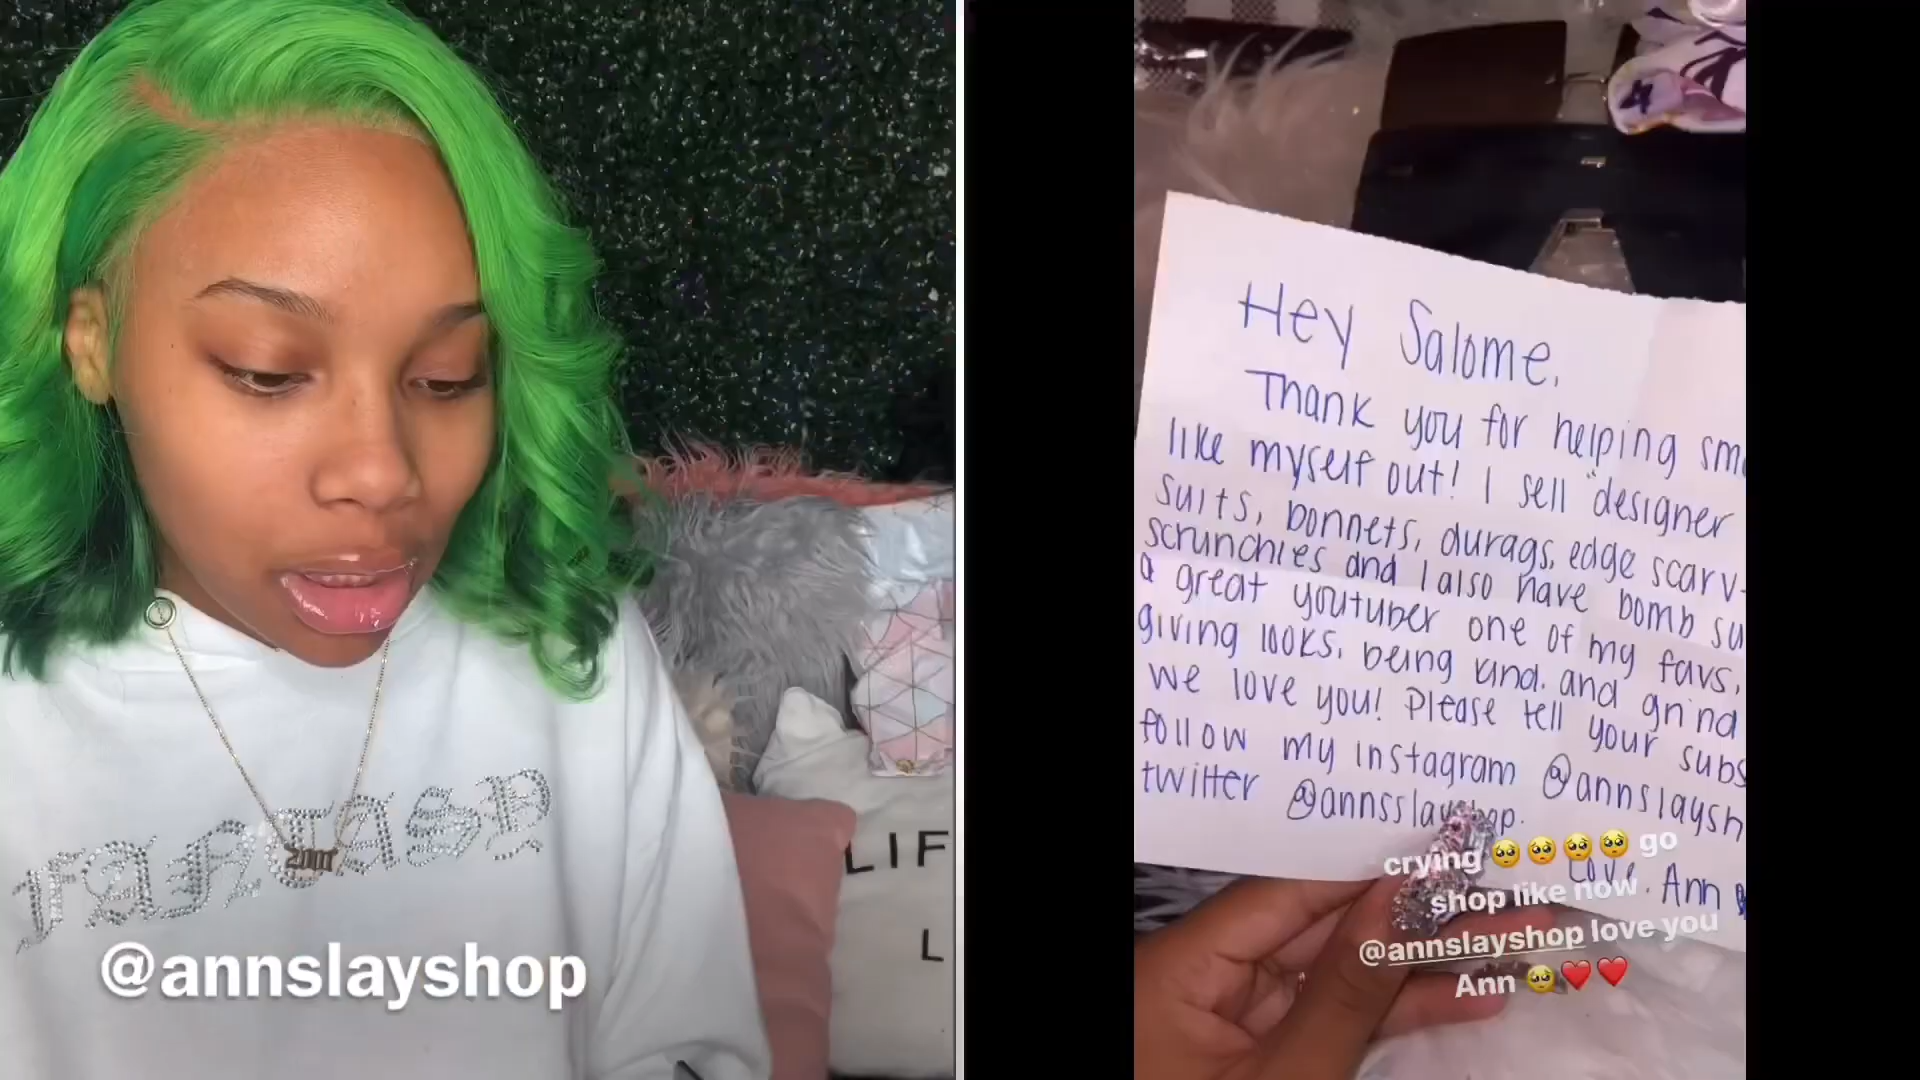 @annslayshop
2001
LIF
L
Hey Salome,
Thank you for helping sm
like myself out! I sell "designer
suits, bonnets, durags, edge scarv-
scrunchies and I also have bomb su
a great youtuber one of my favs,
giving looks, being kind, and grind
we love you! Please tell your subs
follow my instagram @annslaysh
twitter @annsslayshop.
Love, Ann
crying 🥺🥺🥺🥺 go
shop like now
@annslayshop love you
Ann 🥺❤️❤️